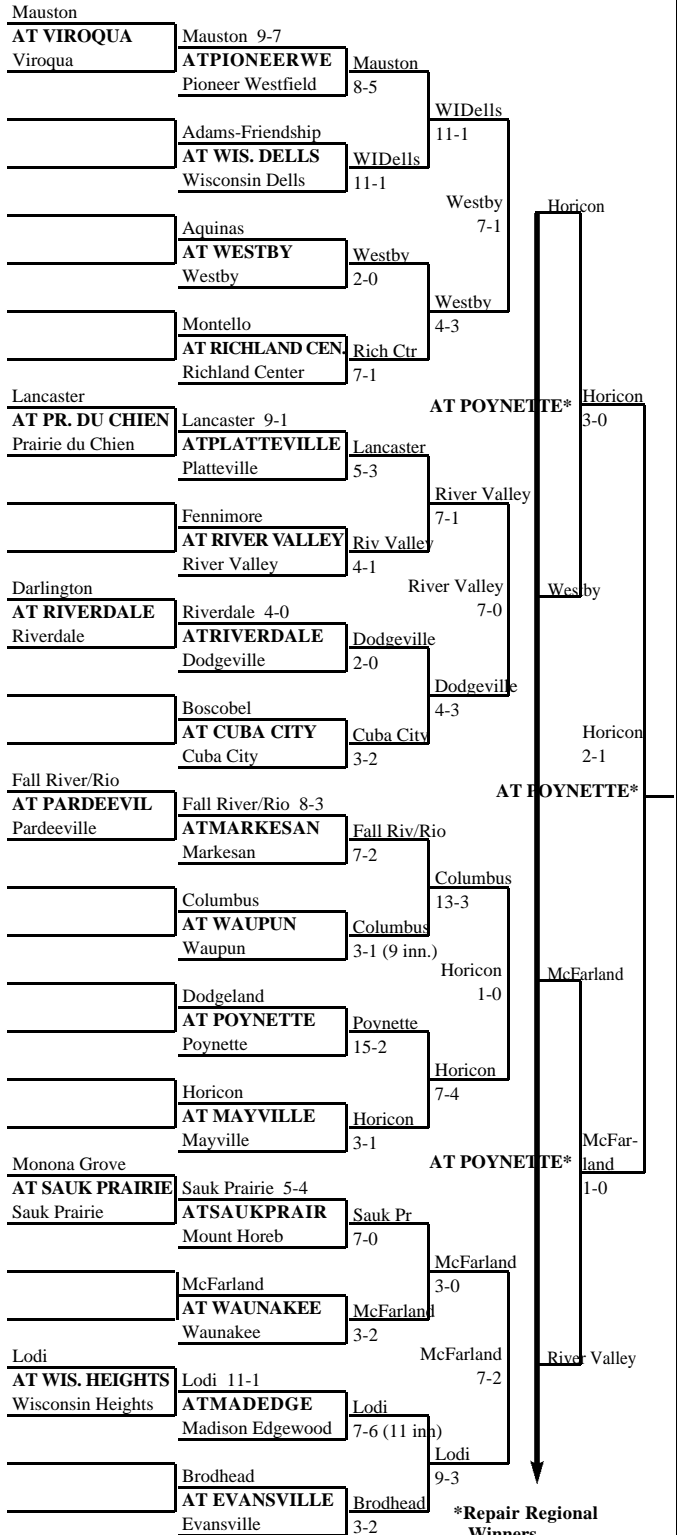 Mauston
AT VIROQUA
Viroqua
Mauston 9-7
ATPIONEERWE
Pioneer Westfield
Mauston
8-5
WIDells
11-1
Adams-Friendship
AT WIS. DELLS
Wisconsin Dells
WIDells
11-1
Westby
7-1
Aquinas
AT WESTBY
Westby
Westby
2-0
Westby
4-3
Montello
AT RICHLAND CEN.
Richland Center
Rich Ctr
7-1
Lancaster
AT PR. DU CHIEN
Prairie du Chien
Lancaster 9-1
ATPLATTEVILLE
Platteville
Lancaster
5-3
River Valley
7-1
Fennimore
AT RIVER VALLEY
River Valley
Riv Valley
4-1
River Valley
7-0
Darlington
AT RIVERDALE
Riverdale
Riverdale 4-0
ATRIVERDALE
Dodgeville
Dodgeville
2-0
Dodgeville
4-3
Boscobel
AT CUBA CITY
Cuba City
Cuba City
3-2
Fall River/Rio
AT PARDEEVIL
Pardeeville
Fall River/Rio 8-3
ATMARKESAN
Markesan
Fall Riv/Rio
7-2
Columbus
13-3
Columbus
AT WAUPUN
Waupun
Columbus
3-1 (9 inn.)
Horicon
1-0
Dodgeland
AT POYNETTE
Poynette
Poynette
15-2
Horicon
7-4
Horicon
AT MAYVILLE
Mayville
Horicon
3-1
Monona Grove
AT SAUK PRAIRIE
Sauk Prairie
Sauk Prairie 5-4
ATSAUKPRAIR
Mount Horeb
Sauk Pr
7-0
McFarland
3-0
McFarland
AT WAUNAKEE
Waunakee
McFarland
3-2
McFarland
7-2
Lodi
AT WIS. HEIGHTS
Wisconsin Heights
Lodi 11-1
ATMADEDGE
Madison Edgewood
Lodi
7-6 (11 inn)
Lodi
9-3
Brodhead
AT EVANSVILLE
Evansville
Brodhead
3-2
Horicon
AT POYNETTE*
Horicon
3-0
Westby
Horicon
2-1
AT POYNETTE*
McFarland
AT POYNETTE*
McFar-
land
1-0
River Valley
*Repair Regional
Winners